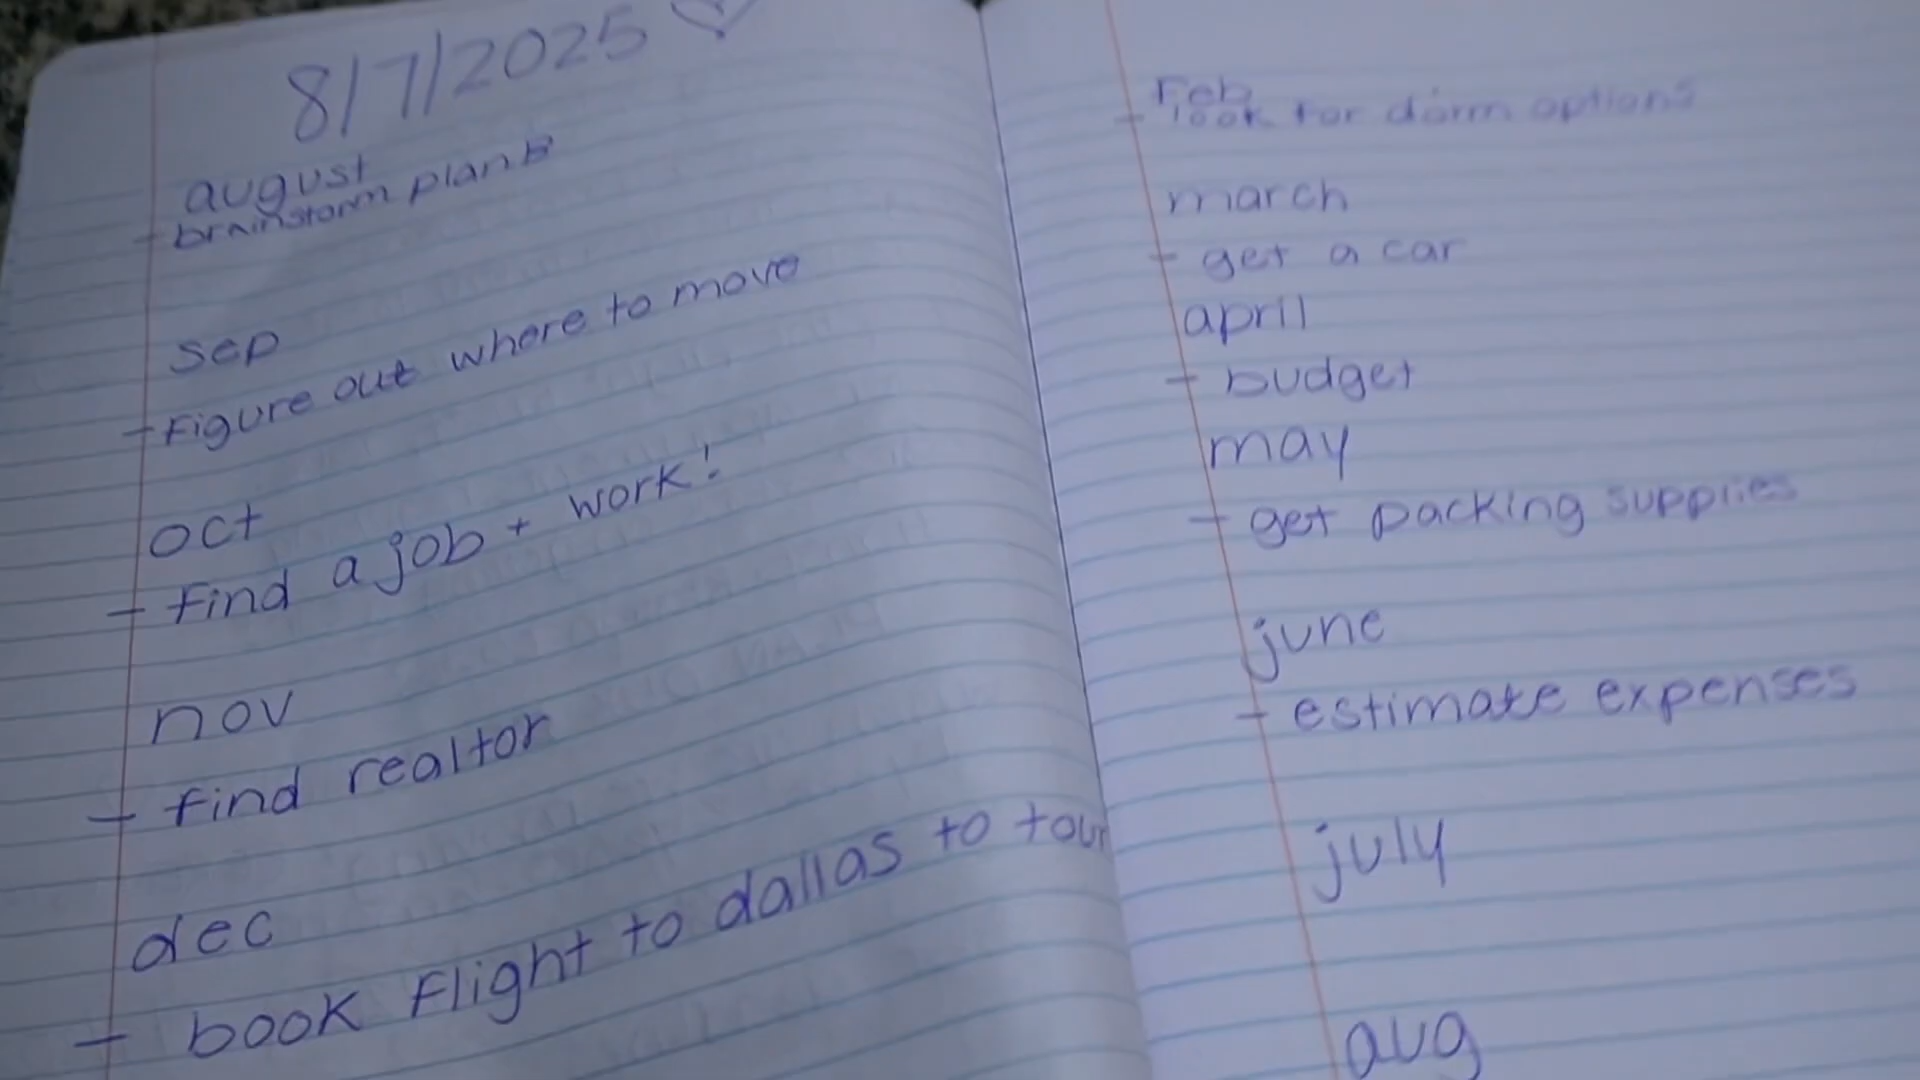 8/7/2025 ♡
august
- brainstorm plan b
sep
- Figure out where to move
oct
- find a job + work!
nov
- find realtor
dec
- book flight to dallas to tour
Feb
- look for dorm options
march
- get a car
april
- budget
may
- get packing supplies
june
- estimate expenses
july
aug